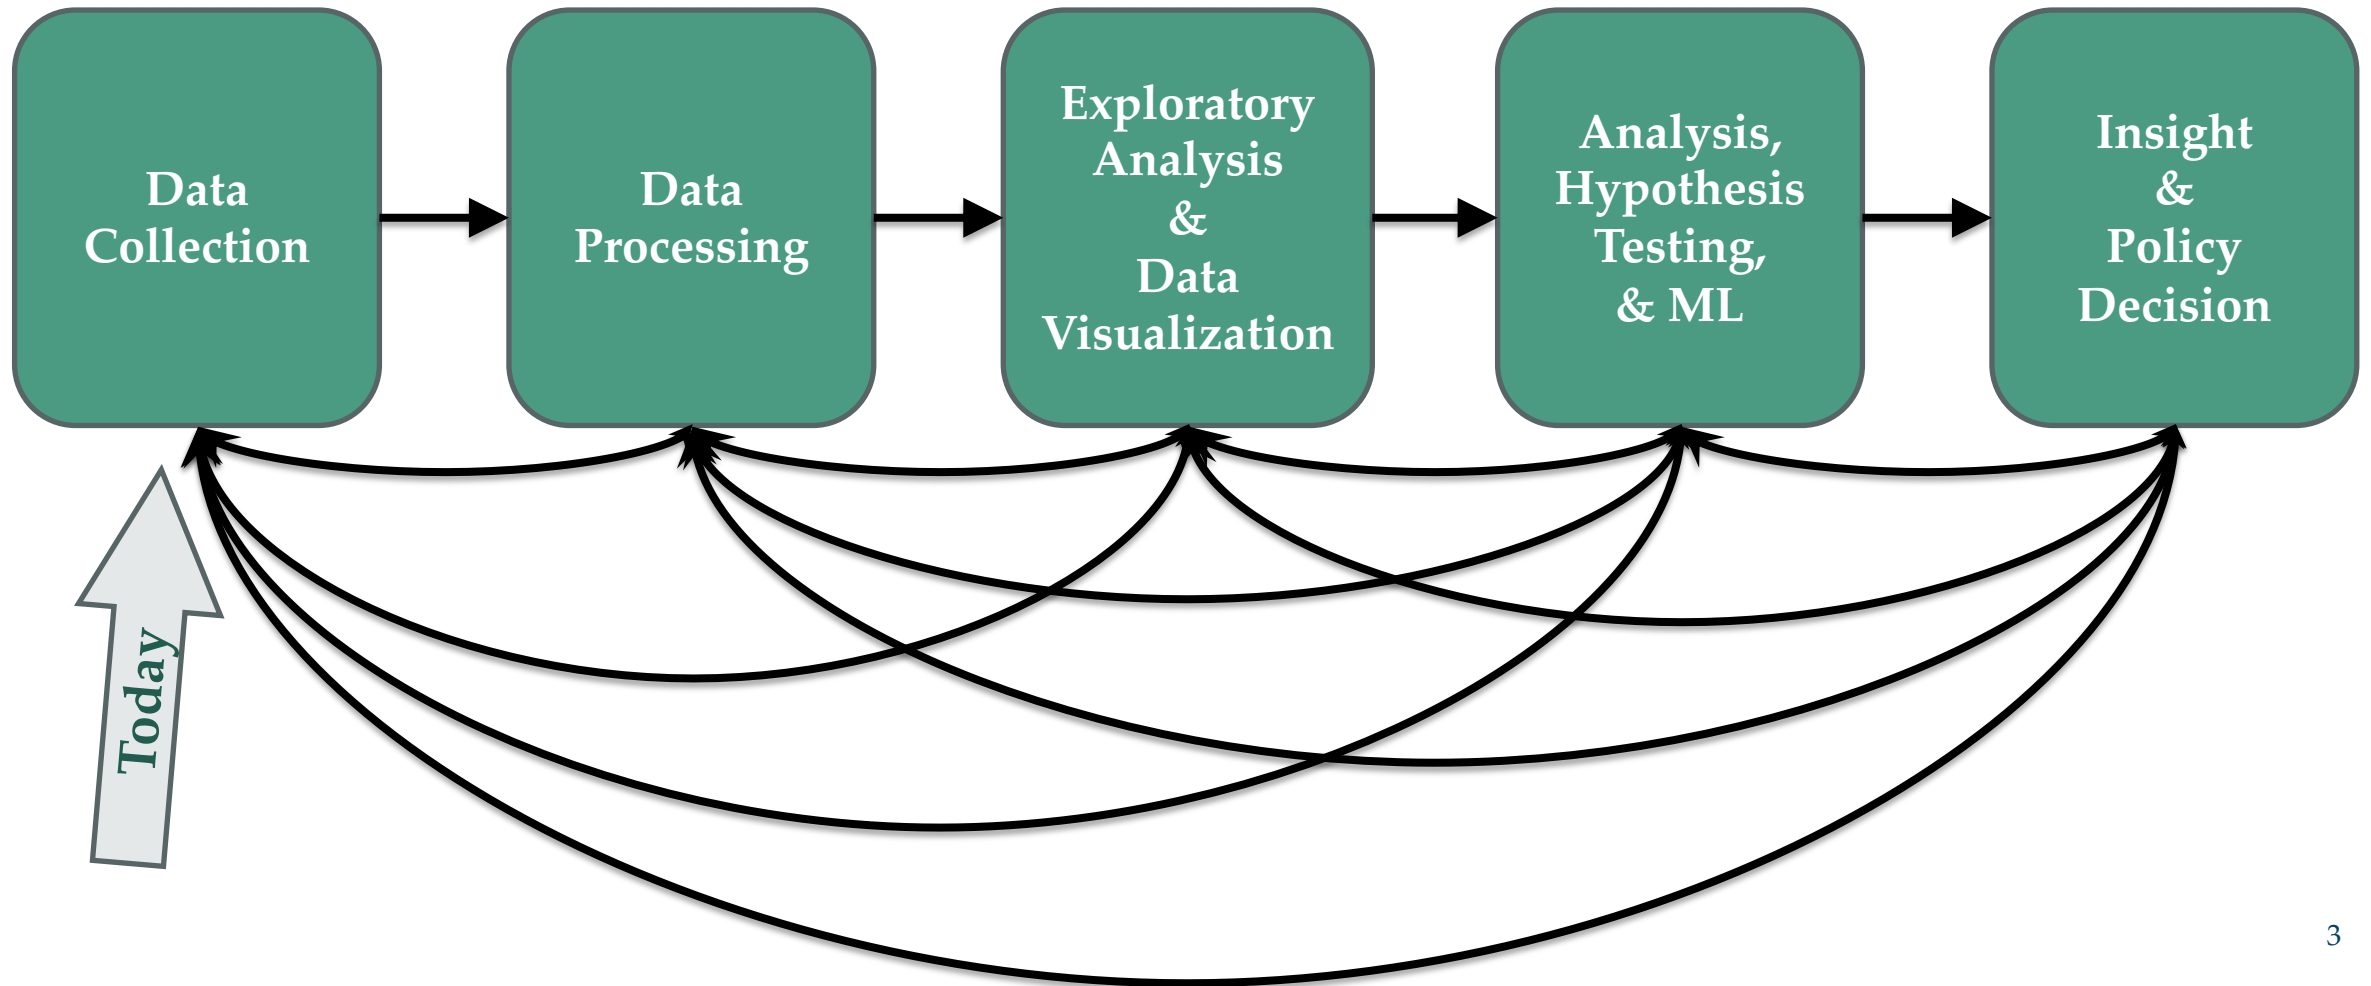 Data
Collection
Data
Processing
Exploratory
Analysis
&
Data
Visualization
Analysis,
Hypothesis
Testing,
& ML
Insight
&
Policy
Decision
Today
3